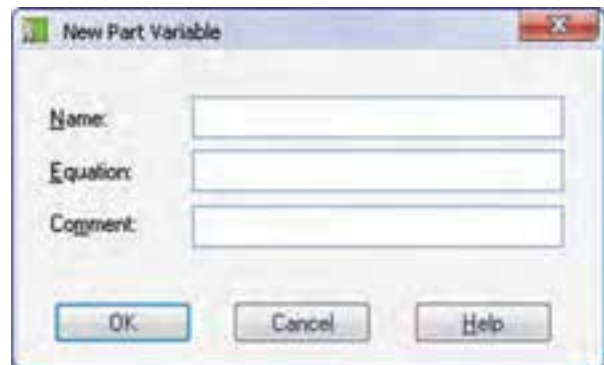 New Part Variable
Name:
Equation:
Comment:
OK Cancel Help